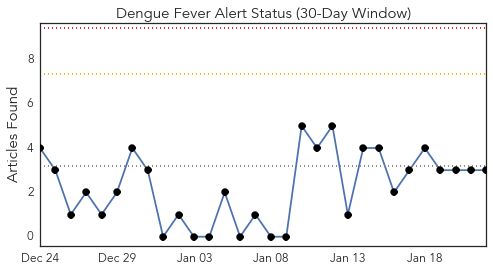 Dengue Fever Alert Status (30-Day Window)
Articles Found
8
6
4
2
0
Dec 24 Dec 29 Jan 03 Jan 08 Jan 13 Jan 18